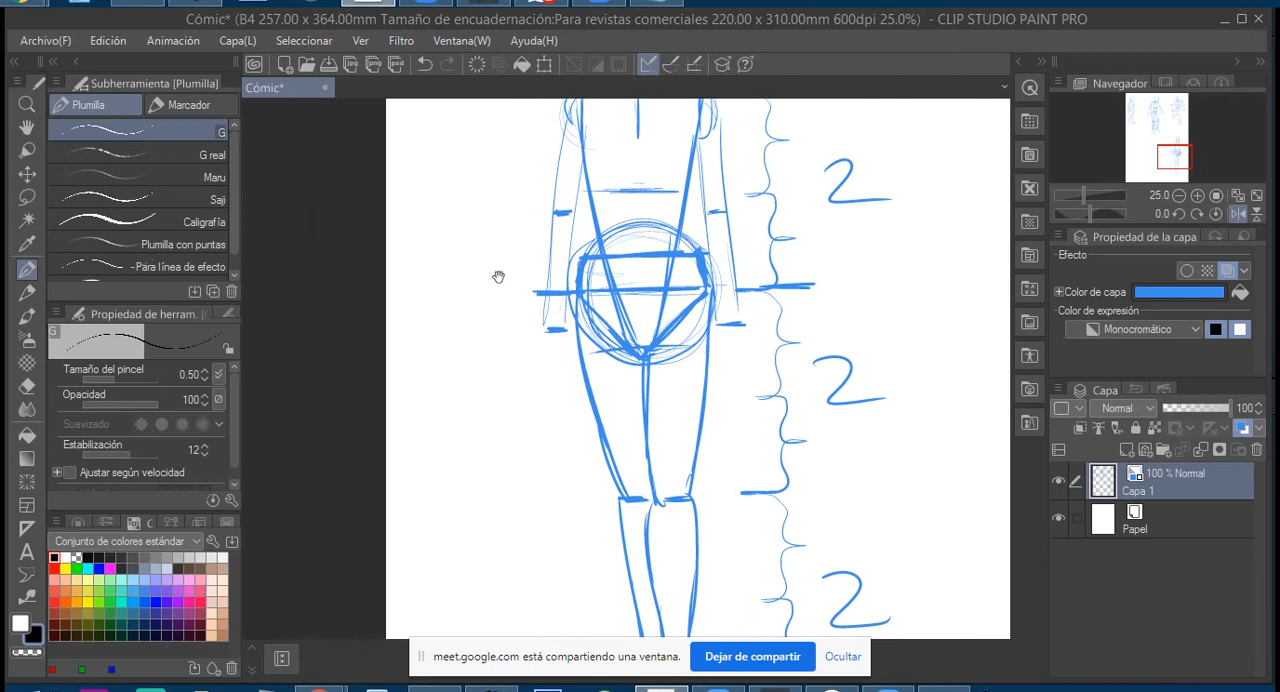 Cómic* (B4 257.00 x 364.00mm Tamaño de encuadernación:Para revistas comerciales 220.00 x 310.00mm 600dpi 25.0%) - CLIP STUDIO PAINT PRO
Archivo(F) Edición Animación Capa(L) Seleccionar Ver Filtro Ventana(W) Ayuda(H)
Subherramienta [Plumilla]
Cómic*
Navegador
Plumilla Marcador
G
G real
Maru
Saji
Caligrafía
Plumilla con puntas
Para línea de efecto
25.0
0.0
Propiedad de la capa
Efecto
Color de capa
Color de expresión
Monocromático
Propiedad de herram.
G
Tamaño del pincel 0.50
Opacidad 100
Suavizado
Estabilización 12
Ajustar según velocidad
Capa
Normal 100
100 % Normal
Capa 1
Papel
C
Conjunto de colores estándar
2
2
2
meet.google.com está compartiendo una ventana. Dejar de compartir Ocultar